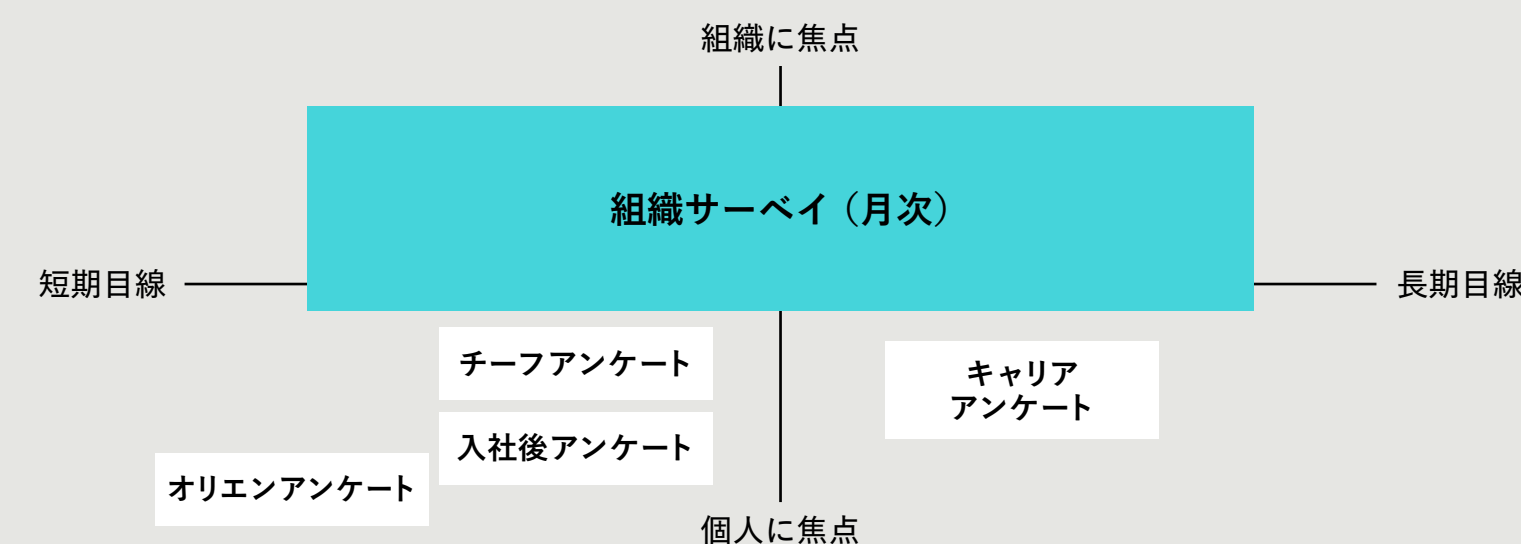 組織に焦点
組織サーベイ（月次）
短期目線
長期目線
チーフアンケート
キャリア
アンケート
入社後アンケート
オリエンアンケート
個人に焦点